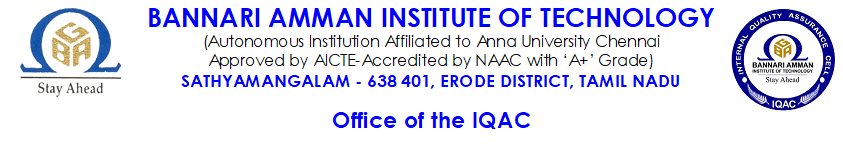 BANNARI AMMAN INSTITUTE OF TECHNOLOGY
(Autonomous Institution Affiliated to Anna University Chennai
Approved by AICTE-Accredited by NAAC with ‘A+’ Grade)
SATHYAMANGALAM - 638 401, ERODE DISTRICT, TAMIL NADU
Office of the IQAC
GBA
Stay Ahead
INTERNAL QUALITY ASSURANCE CELL
GBA
BANNARI AMMAN
INSTITUTE OF TECHNOLOGY
Stay Ahead
IQAC